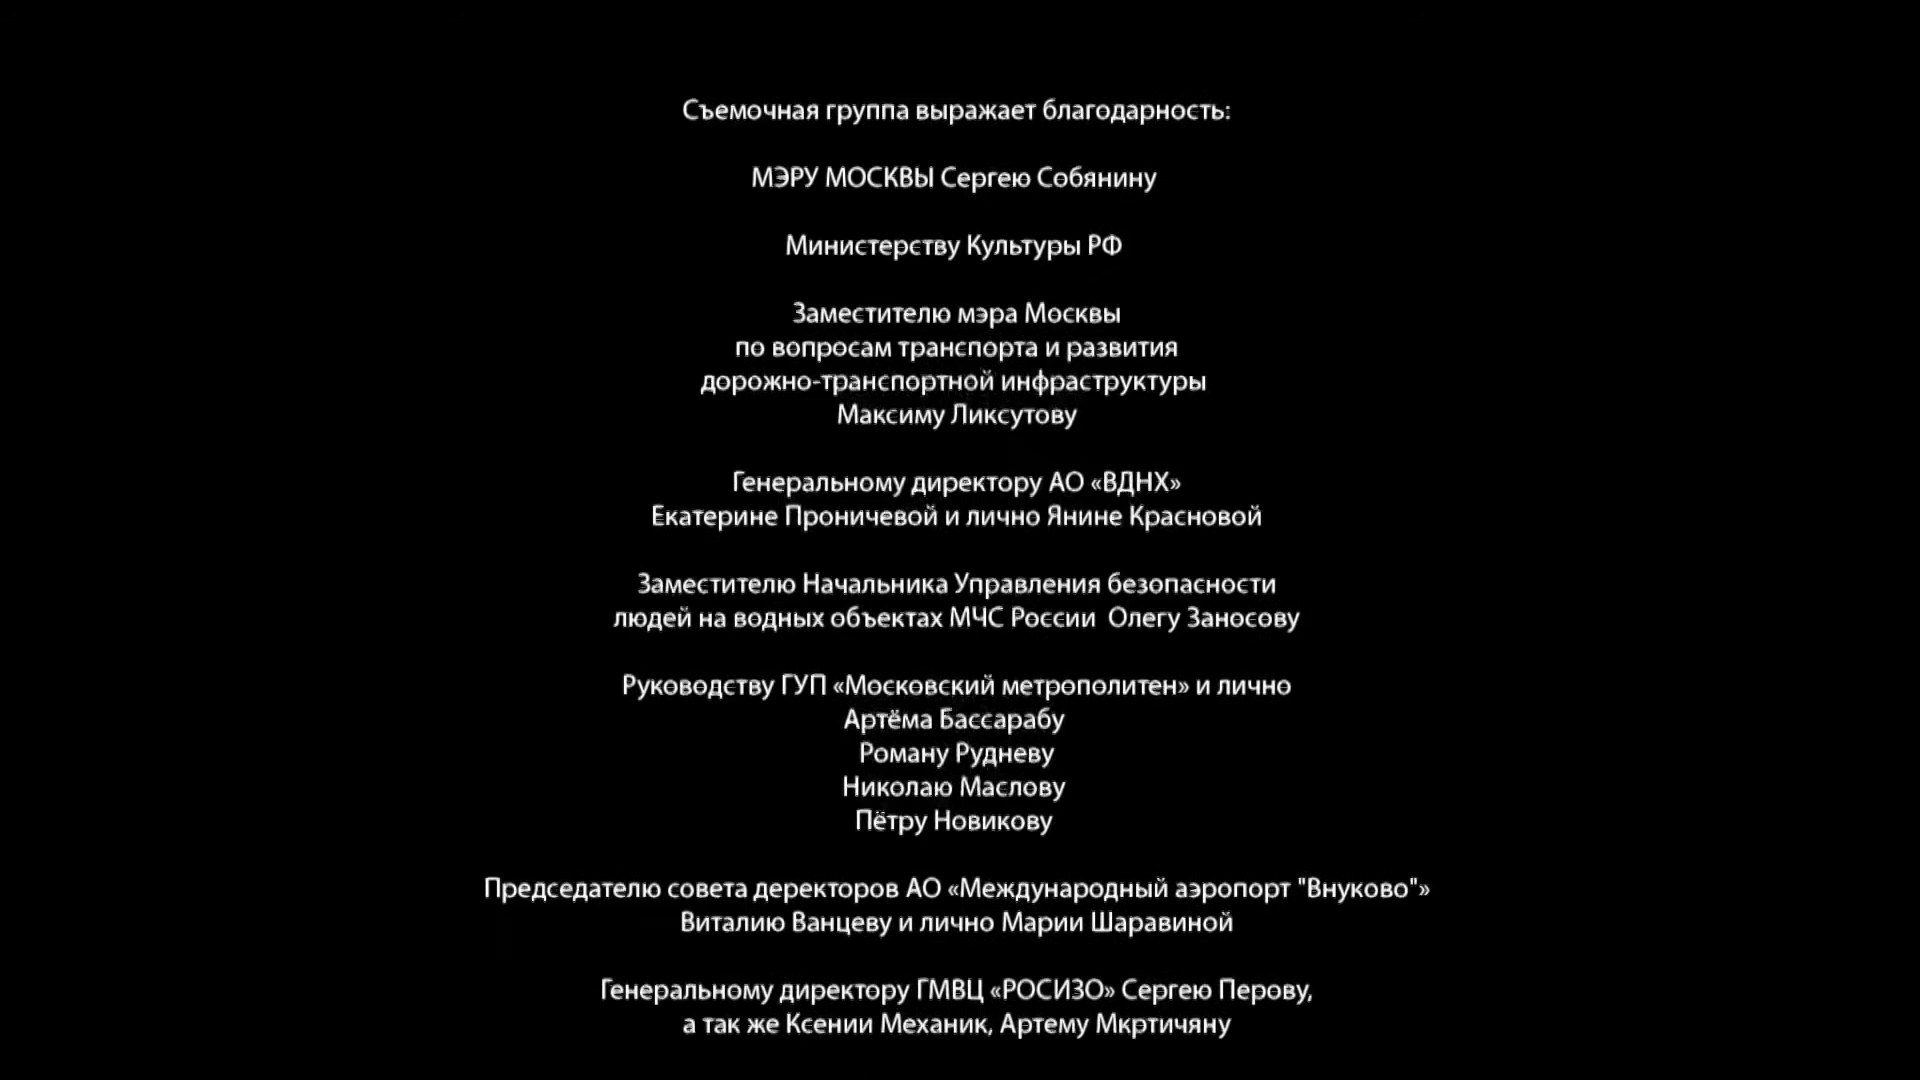 Съемочная группа выражает благодарность:
МЭРУ МОСКВЫ Сергею Собянину
Министерству Культуры РФ
Заместителю мэра Москвы
по вопросам транспорта и развития
дорожно-транспортной инфраструктуры
Максиму Ликсутову
Генеральному директору АО «ВДНХ»
Екатерине Проничевой и лично Янине Красновой
Заместителю Начальника Управления безопасности
людей на водных объектах МЧС России  Олегу Заносову
Руководству ГУП «Московский метрополитен» и лично
Артёма Бассарабу
Роману Рудневу
Николаю Маслову
Пётру Новикову
Председателю совета деректоров АО «Международный аэропорт "Внуково"»
Виталию Ванцеву и лично Марии Шаравиной
Генеральному директору ГМВЦ «РОСИЗО» Сергею Перову,
а так же Ксении Механик, Артему Мкртичяну